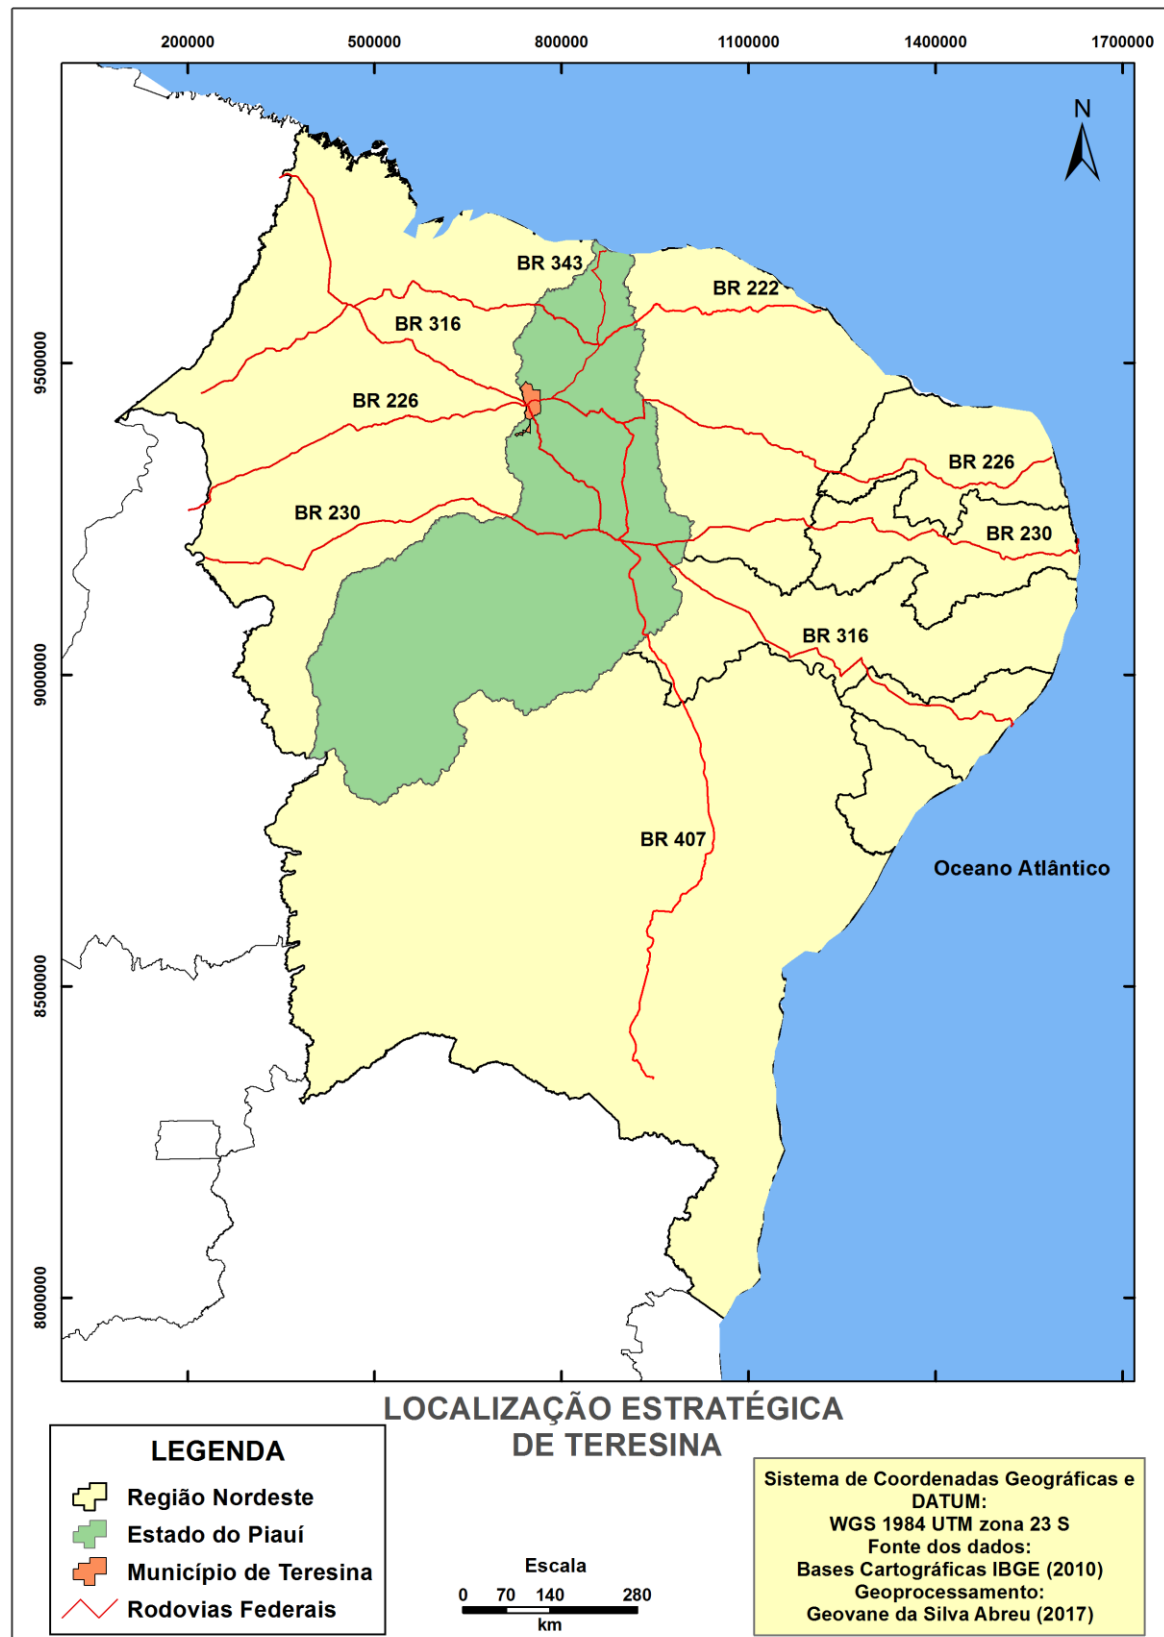 200000 500000 800000 1100000 1400000 1700000
N
BR 343
BR 222
BR 316
9500000
BR 226
BR 226
BR 230
BR 230
BR 316
9000000
BR 407
Oceano Atlântico
8500000
8000000
LOCALIZAÇÃO ESTRATÉGICA
DE TERESINA
LEGENDA
Região Nordeste
Estado do Piauí
Município de Teresina
Rodovias Federais
Escala
0 70 140 280
km
Sistema de Coordenadas Geográficas e
DATUM:
WGS 1984 UTM zona 23 S
Fonte dos dados:
Bases Cartográficas IBGE (2010)
Geoprocessamento:
Geovane da Silva Abreu (2017)